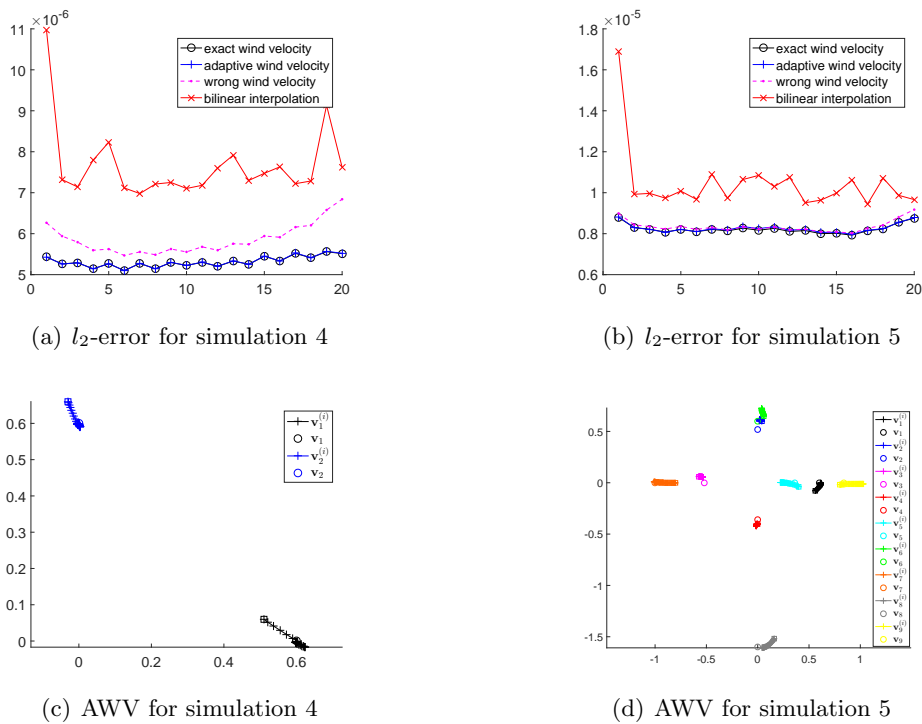 ×10⁻⁶
11
10
9
8
7
6
5
0 5 10 15 20
exact wind velocity
adaptive wind velocity
wrong wind velocity
bilinear interpolation
(a) l₂-error for simulation 4
×10⁻⁵
1.8
1.6
1.4
1.2
1
0.8
0.6
0 5 10 15 20
exact wind velocity
adaptive wind velocity
wrong wind velocity
bilinear interpolation
(b) l₂-error for simulation 5
0.6
0.5
0.4
0.3
0.2
0.1
0
0 0.2 0.4 0.6
v₁⁽ⁱ⁾
v₁
v₂⁽ⁱ⁾
v₂
(c) AWV for simulation 4
0.5
0
-0.5
-1
-1.5
-1 -0.5 0 0.5 1
v₁⁽ⁱ⁾
v₁
v₂⁽ⁱ⁾
v₂
v₃⁽ⁱ⁾
v₃
v₄⁽ⁱ⁾
v₄
v₅⁽ⁱ⁾
v₅
v₆⁽ⁱ⁾
v₆
v₇⁽ⁱ⁾
v₇
v₈⁽ⁱ⁾
v₈
v₉⁽ⁱ⁾
v₉
(d) AWV for simulation 5